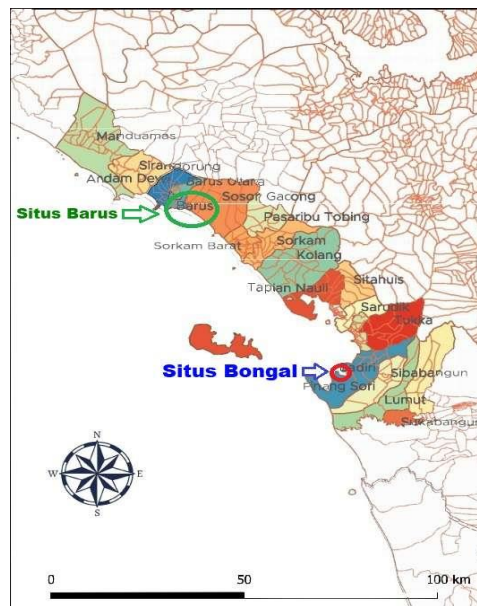 Manduamas
Sirandorung
Andam Dewi
Barus Utara
Situs Barus
Barus
Sosor Gadong
Pasaribu Tobing
Sorkam Barat
Sorkam
Kolang
Tapian Nauli
Sitahuis
Sarudik
Tukka
Situs Bongal
Badiri
Sibabangun
Pinang Sori
Lumut
Sukabangun
N
W
E
S
0
50
100 km